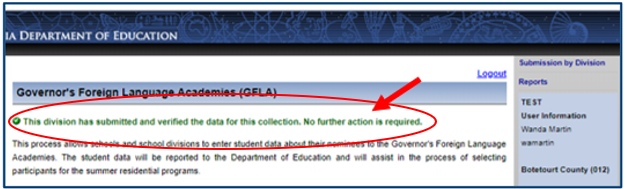 IA DEPARTMENT OF EDUCATION
Logout
Governor's Foreign Language Academies (GFLA)
This division has submitted and verified the data for this collection. No further action is required.
This process allows schools and school divisions to enter student data about their nominees to the Governor's Foreign Language
Academies. The student data will be reported to the Department of Education and will assist in the process of selecting
participants for the summer residential programs.
Submission by Division
Reports
TEST
User Information
Wanda Martin
wamartin
Botetourt County (012)